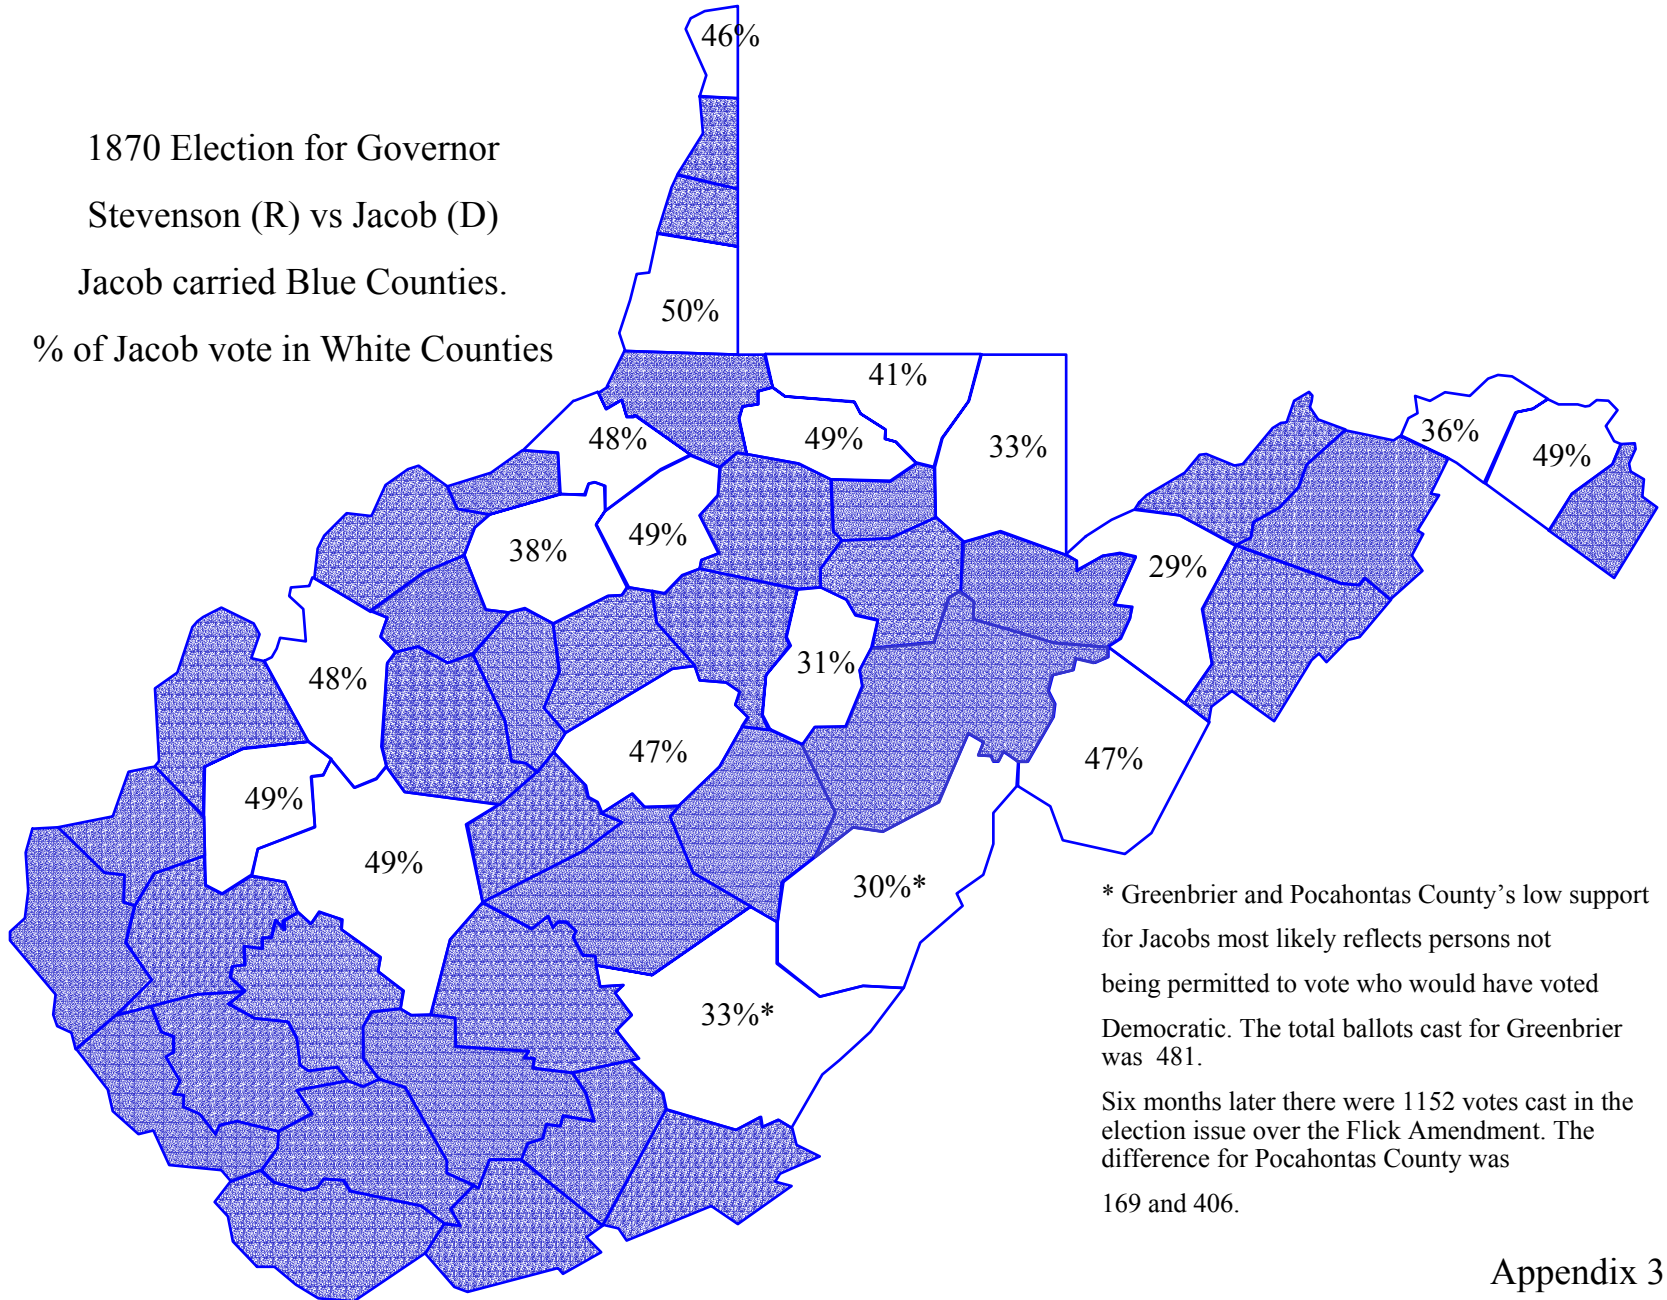 46%
1870 Election for Governor
Stevenson (R) vs Jacob (D)
Jacob carried Blue Counties.
% of Jacob vote in White Counties
50%
41%
48%
49%
33%
36%
49%
38%
49%
29%
31%
48%
47%
47%
49%
49%
30%*
33%*
* Greenbrier and Pocahontas County’s low support
for Jacobs most likely reflects persons not
being permitted to vote who would have voted
Democratic. The total ballots cast for Greenbrier
was 481.
Six months later there were 1152 votes cast in the
election issue over the Flick Amendment. The
difference for Pocahontas County was
169 and 406.
Appendix 3